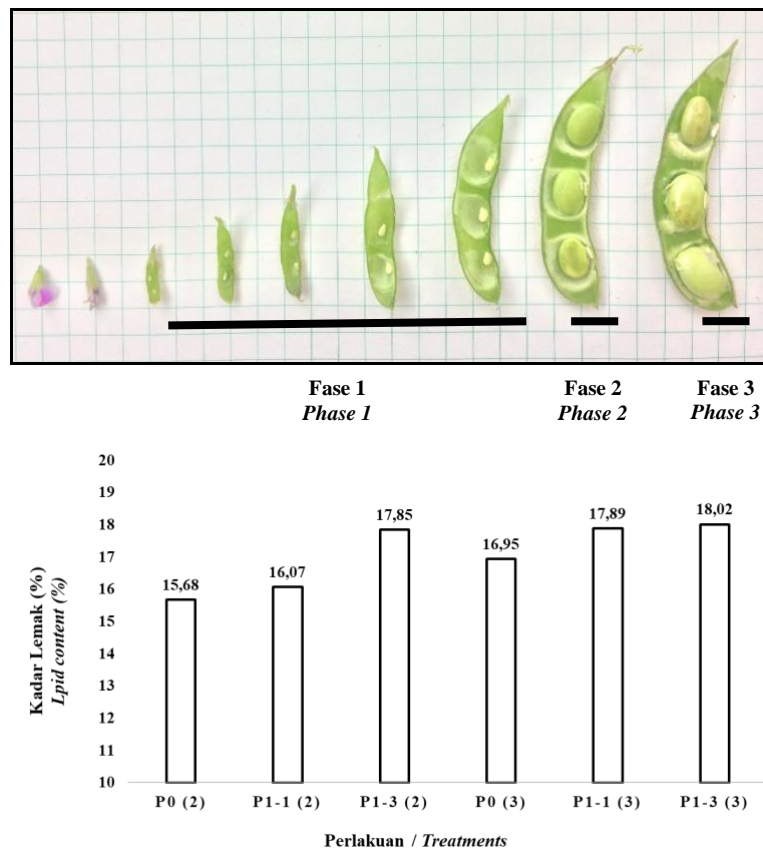 Fase 1
Phase 1
Fase 2
Phase 2
Fase 3
Phase 3
20
19
18
17
16
15
14
13
12
11
10
Kadar Lemak (%)
Lpid content (%)
15,68
16,07
17,85
16,95
17,89
18,02
P0 (2)
P1-1 (2)
P1-3 (2)
P0 (3)
P1-1 (3)
P1-3 (3)
Perlakuan / Treatments